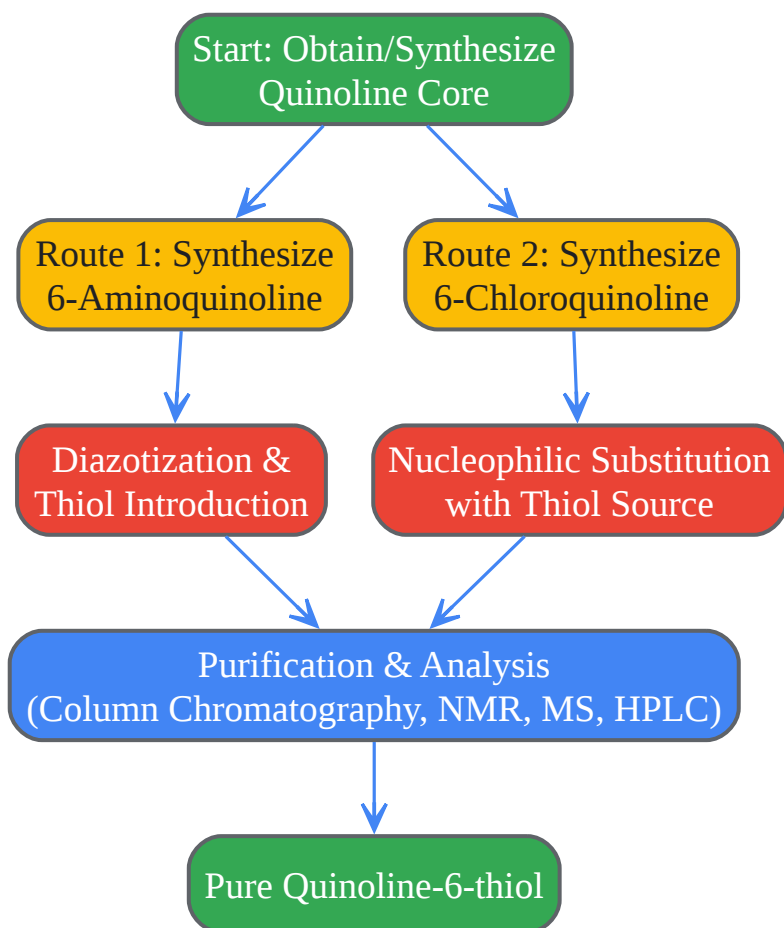 Start: Obtain/Synthesize
Quinoline Core
Route 1: Synthesize
6-Aminoquinoline
Route 2: Synthesize
6-Chloroquinoline
Diazotization &
Thiol Introduction
Nucleophilic Substitution
with Thiol Source
Purification & Analysis
(Column Chromatography, NMR, MS, HPLC)
Pure Quinoline-6-thiol